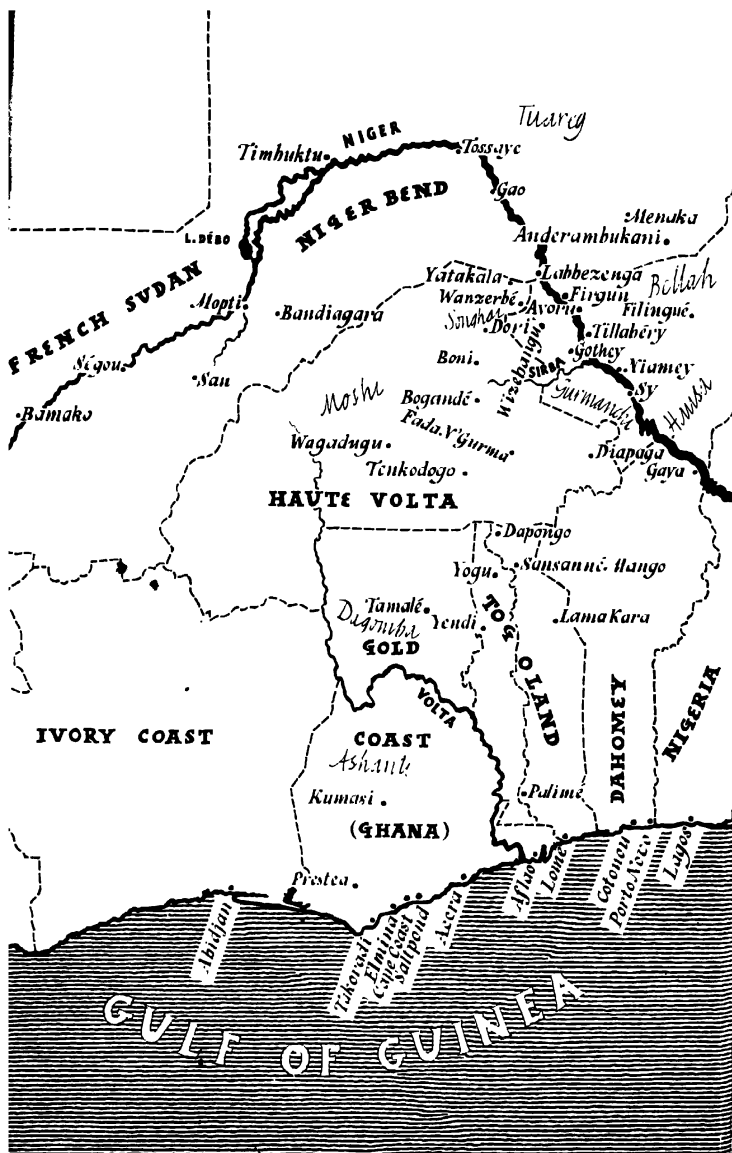 Tuareg
NIGER
Timbuktu
Tossaye
Gao
NIGER BEND
Menaka
Anderambukani
L. DÉBO
Labbezenga
Yatakala
Bellah
FRENCH SUDAN
Wanzerbé
Firgun
Mopti
Ayoru
Filingué
Bandiagara
Songhai
Dori
Tillabéry
Gothey
Ségou
Boni
Wizebangu
SIRBA
Niamey
San
Sy
Moshi
Bogandé
Gurmanche
Hausa
Bamako
Fada N'Gurma
Wagadugu
Diapaga
Tenkodogo
Gaya
HAUTE VOLTA
Dapongo
Yogu
Sansanné Mango
Tamalé
Dagomba
Yendi
Lama Kara
GOLD
TOGOLAND
VOLTA
IVORY COAST
COAST
DAHOMEY
NIGERIA
Ashanti
Kumasi
Palimé
(GHANA)
Prestea
Abidjan
Takoradi
Elmina
Cape Coast
Saltpond
Accra
Aflao
Lomé
Cotonou
Porto Novo
Lagos
GULF OF GUINEA